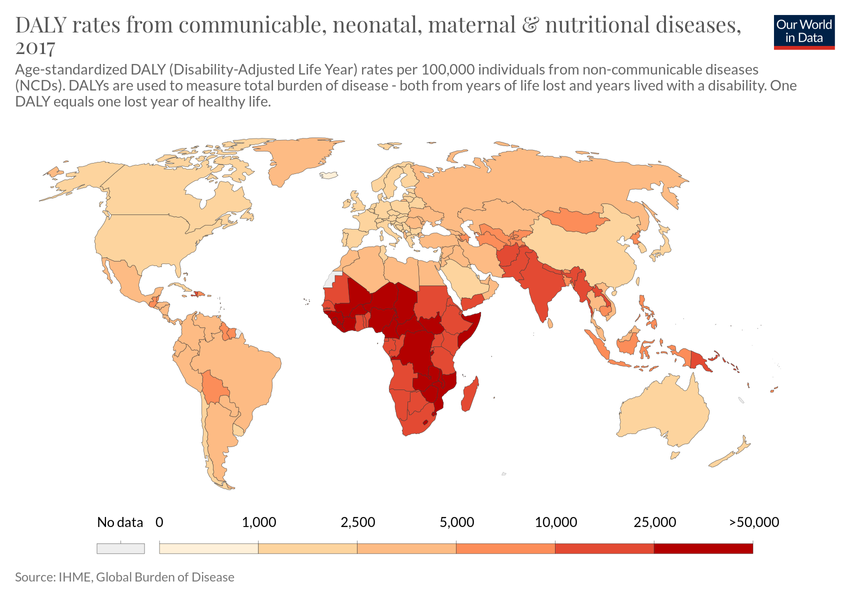 DALY rates from communicable, neonatal, maternal & nutritional diseases,
2017
Our World
in Data
Age-standardized DALY (Disability-Adjusted Life Year) rates per 100,000 individuals from non-communicable diseases
(NCDs). DALYs are used to measure total burden of disease - both from years of life lost and years lived with a disability. One
DALY equals one lost year of healthy life.
No data 0 1,000 2,500 5,000 10,000 25,000 >50,000
Source: IHME, Global Burden of Disease